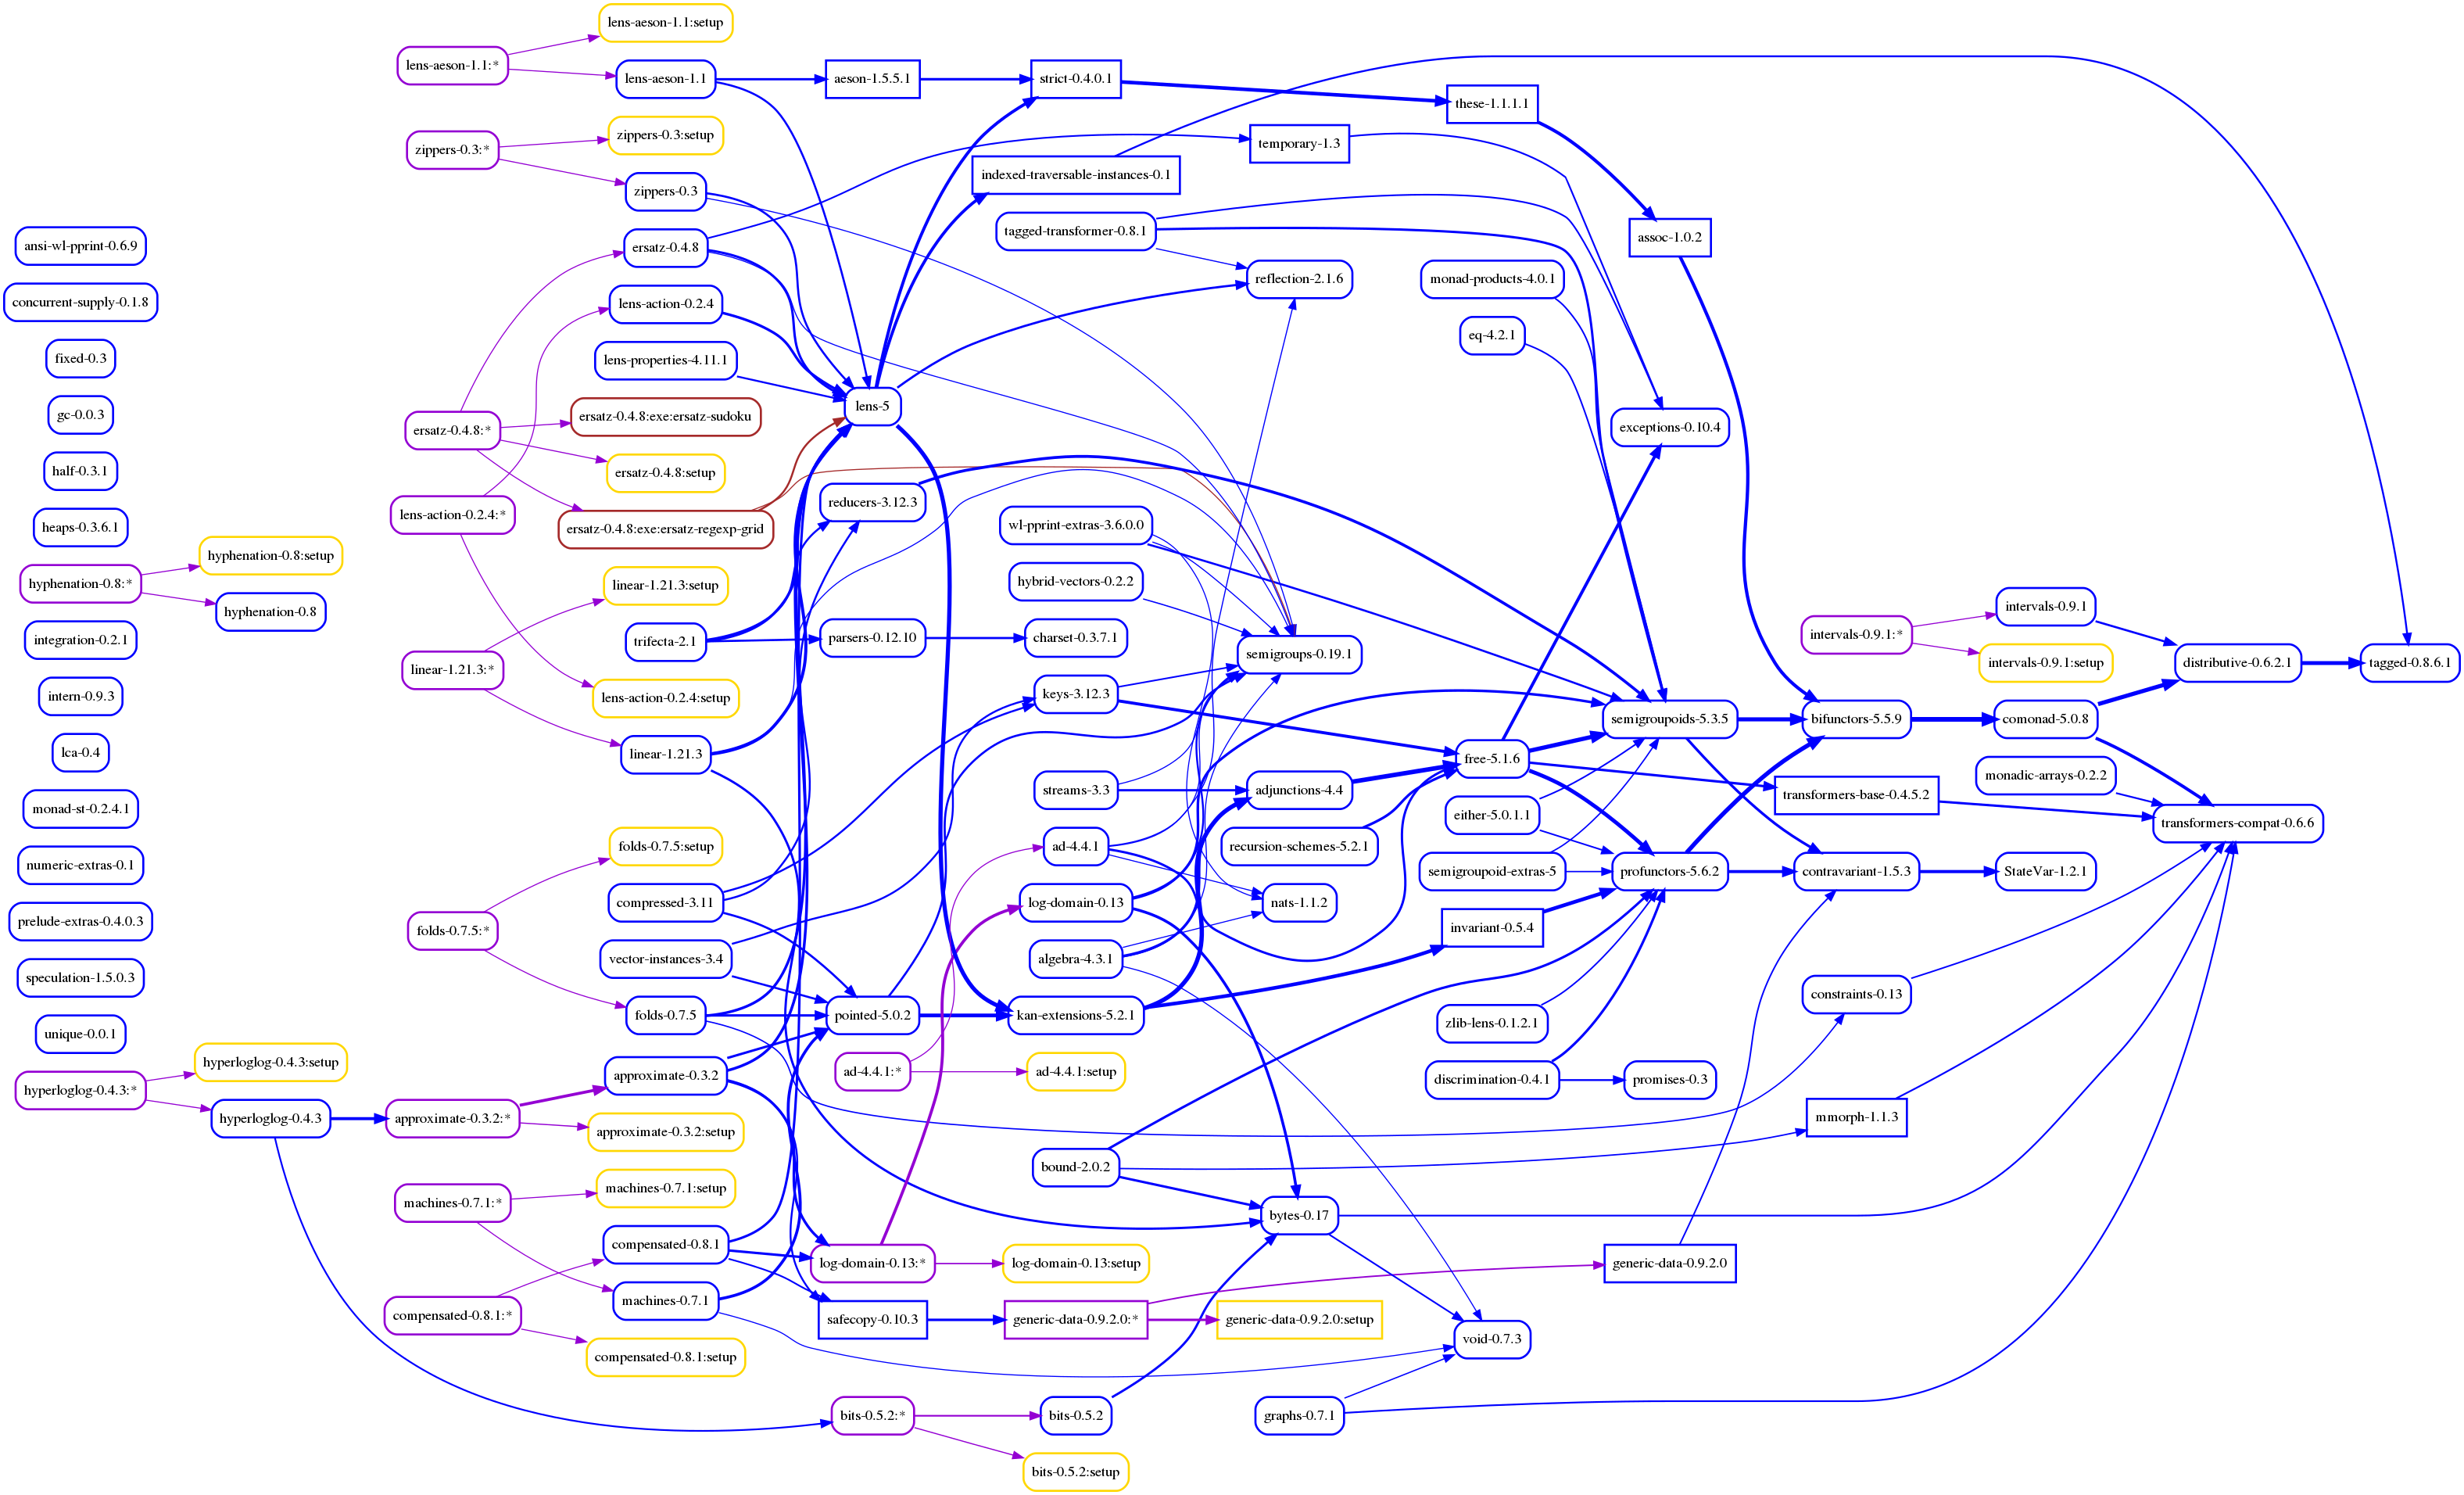 ansi-wl-pprint-0.6.9
concurrent-supply-0.1.8
fixed-0.3
gc-0.0.3
half-0.3.1
heaps-0.3.6.1
hyphenation-0.8:*
integration-0.2.1
intern-0.9.3
lca-0.4
monad-st-0.2.4.1
numeric-extras-0.1
prelude-extras-0.4.0.3
speculation-1.5.0.3
unique-0.0.1
hyperloglog-0.4.3:*
hyphenation-0.8:setup
hyphenation-0.8
hyperloglog-0.4.3:setup
hyperloglog-0.4.3
lens-aeson-1.1:*
zippers-0.3:*
ersatz-0.4.8:*
lens-action-0.2.4:*
linear-1.21.3:*
folds-0.7.5:*
approximate-0.3.2:*
machines-0.7.1:*
compensated-0.8.1:*
lens-aeson-1.1:setup
lens-aeson-1.1
zippers-0.3:setup
zippers-0.3
ersatz-0.4.8
lens-action-0.2.4
lens-properties-4.11.1
ersatz-0.4.8:exe:ersatz-sudoku
ersatz-0.4.8:setup
ersatz-0.4.8:exe:ersatz-regexp-grid
linear-1.21.3:setup
trifecta-2.1
lens-action-0.2.4:setup
linear-1.21.3
folds-0.7.5:setup
compressed-3.11
vector-instances-3.4
folds-0.7.5
approximate-0.3.2
approximate-0.3.2:setup
machines-0.7.1:setup
compensated-0.8.1
machines-0.7.1
compensated-0.8.1:setup
aeson-1.5.5.1
lens-5
reducers-3.12.3
parsers-0.12.10
pointed-5.0.2
ad-4.4.1:*
log-domain-0.13:*
safecopy-0.10.3
bits-0.5.2:*
strict-0.4.0.1
indexed-traversable-instances-0.1
tagged-transformer-0.8.1
wl-pprint-extras-3.6.0.0
hybrid-vectors-0.2.2
charset-0.3.7.1
keys-3.12.3
streams-3.3
ad-4.4.1
log-domain-0.13
algebra-4.3.1
kan-extensions-5.2.1
ad-4.4.1:setup
bound-2.0.2
log-domain-0.13:setup
generic-data-0.9.2.0:*
bits-0.5.2
bits-0.5.2:setup
temporary-1.3
reflection-2.1.6
semigroups-0.19.1
adjunctions-4.4
recursion-schemes-5.2.1
nats-1.1.2
bytes-0.17
generic-data-0.9.2.0:setup
graphs-0.7.1
these-1.1.1.1
monad-products-4.0.1
eq-4.2.1
free-5.1.6
either-5.0.1.1
semigroupoid-extras-5
invariant-0.5.4
zlib-lens-0.1.2.1
discrimination-0.4.1
void-0.7.3
assoc-1.0.2
exceptions-0.10.4
semigroupoids-5.3.5
profunctors-5.6.2
promises-0.3
generic-data-0.9.2.0
intervals-0.9.1:*
bifunctors-5.5.9
transformers-base-0.4.5.2
contravariant-1.5.3
constraints-0.13
mmorph-1.1.3
intervals-0.9.1
intervals-0.9.1:setup
comonad-5.0.8
monadic-arrays-0.2.2
StateVar-1.2.1
distributive-0.6.2.1
transformers-compat-0.6.6
tagged-0.8.6.1